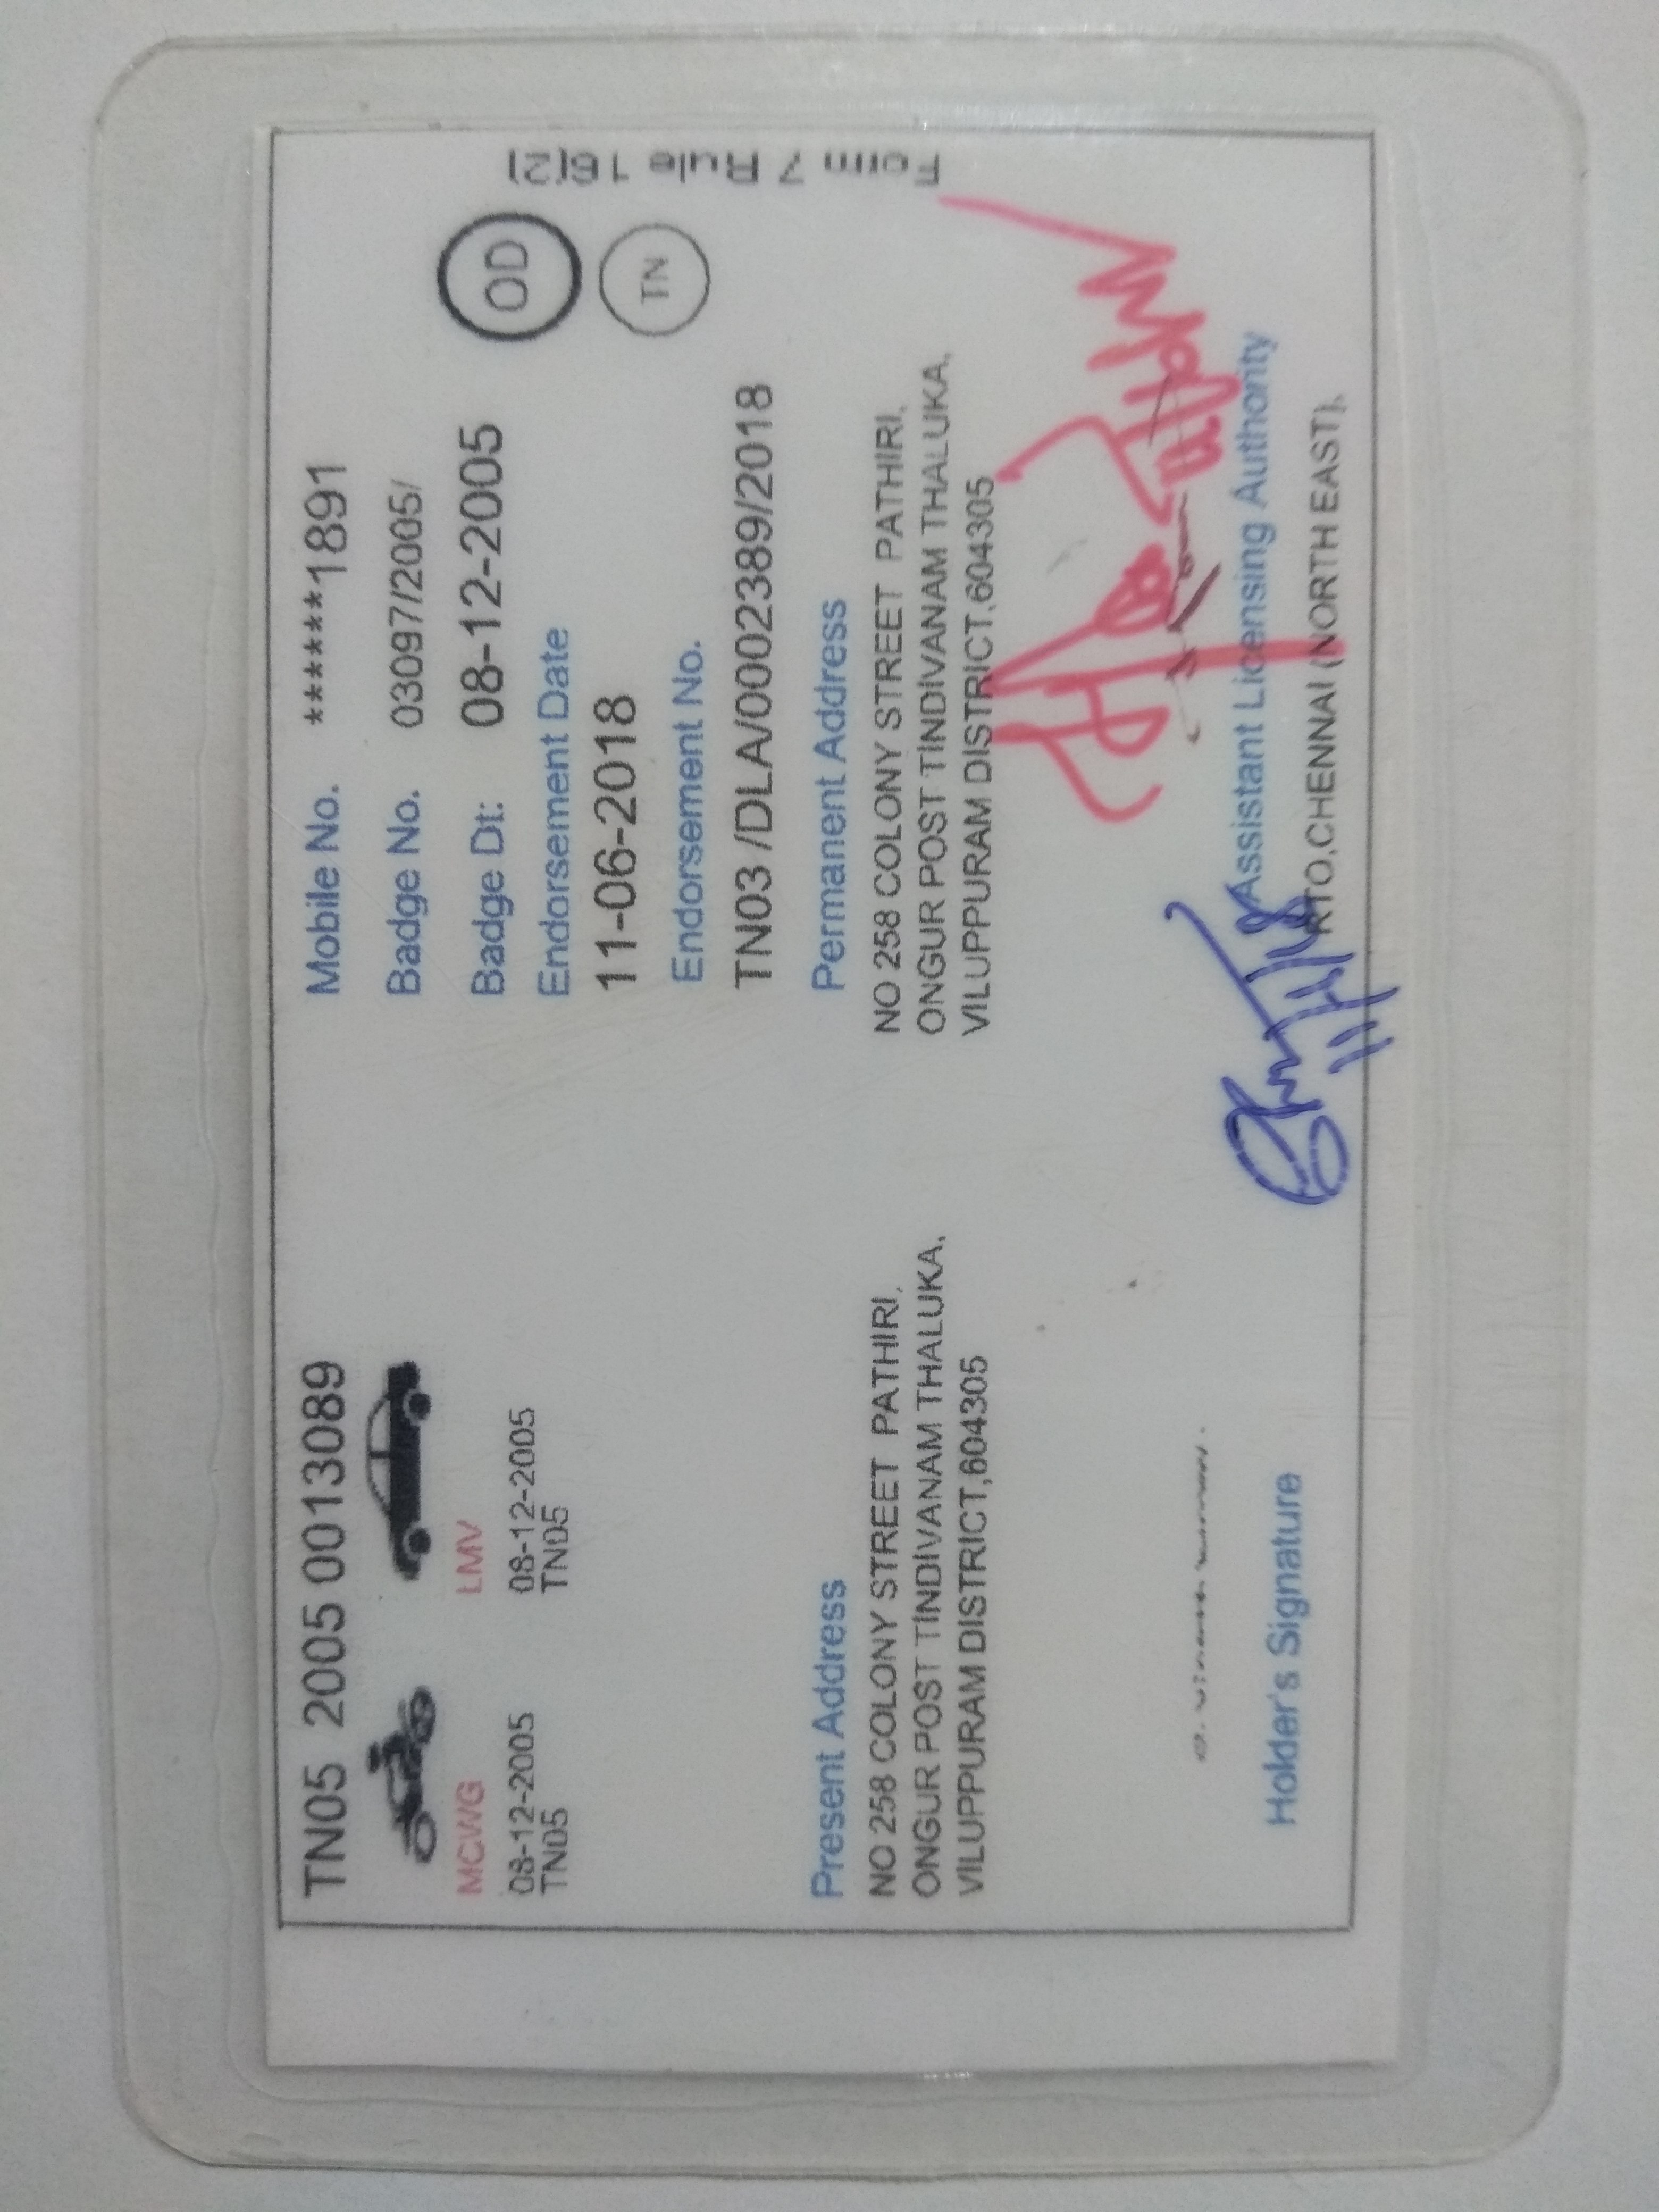 TN05 2005 0013089
MCWG
08-12-2005
TN05
LMV
08-12-2005
TN05
Mobile No. ******1891
Badge No. 03097/2005/
Badge Dt: 08-12-2005
Endorsement Date
11-06-2018
Endorsement No.
TN03 /DLA/0002389/2018
OD
TN
Form 7 Rule 16(2)
Present Address
NO 258 COLONY STREET PATHIRI,
ONGUR POST TINDIVANAM THALUKA,
VILUPPURAM DISTRICT,604305
Permanent Address
NO 258 COLONY STREET PATHIRI,
ONGUR POST TINDIVANAM THALUKA,
VILUPPURAM DISTRICT,604305
Holder's Signature
Assistant Licensing Authority
RTO,CHENNAI (NORTH EAST).